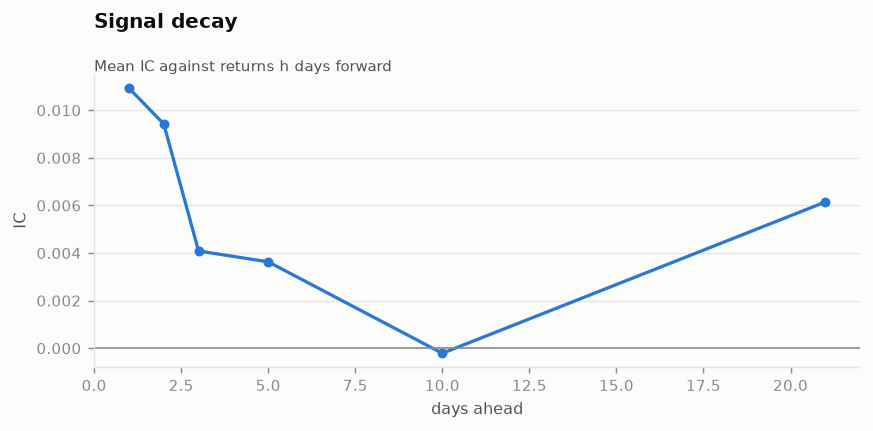 Signal decay
Mean IC against returns h days forward
0.010
0.008
0.006
0.004
0.002
0.000
IC
0.0 2.5 5.0 7.5 10.0 12.5 15.0 17.5 20.0
days ahead